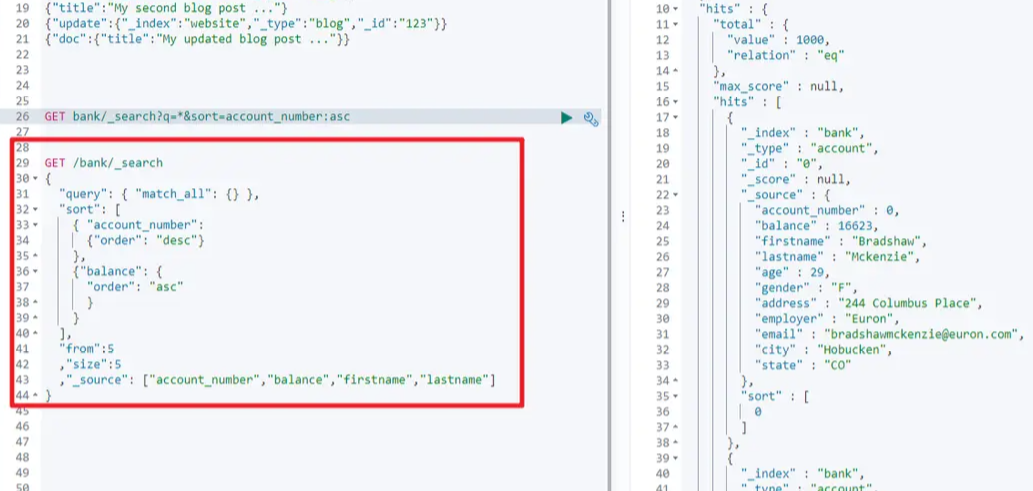 19 {"title":"My second blog post ..."}
20 {"update":{"_index":"website","_type":"blog","_id":"123"}}
21 {"doc":{"title":"My updated blog post ..."}}
22
23
24
25
26 GET bank/_search?q=*&sort=account_number:asc
27
28
29 GET /bank/_search
30 {
31 "query": { "match_all": {} },
32 "sort": [
33 { "account_number":
34 {"order": "desc"}
35 },
36 {"balance": {
37 "order": "asc"
38 }
39 }
40 ],
41 "from":5
42 ,"size":5
43 ,"_source": ["account_number","balance","firstname","lastname"]
44 }
45
46
47
48
49
50
10 "hits" : {
11 "total" : {
12 "value" : 1000,
13 "relation" : "eq"
14 },
15 "max_score" : null,
16 "hits" : [
17 {
18 "_index" : "bank",
19 "_type" : "account",
20 "_id" : "0",
21 "_score" : null,
22 "_source" : {
23 "account_number" : 0,
24 "balance" : 16623,
25 "firstname" : "Bradshaw",
26 "lastname" : "Mckenzie",
27 "age" : 29,
28 "gender" : "F",
29 "address" : "244 Columbus Place",
30 "employer" : "Euron",
31 "email" : "bradshawmckenzie@euron.com",
32 "city" : "Hobucken",
33 "state" : "CO"
34 },
35 "sort" : [
36 0
37 ]
38 },
39 {
40 "_index" : "bank",
41 "_type" : "account",